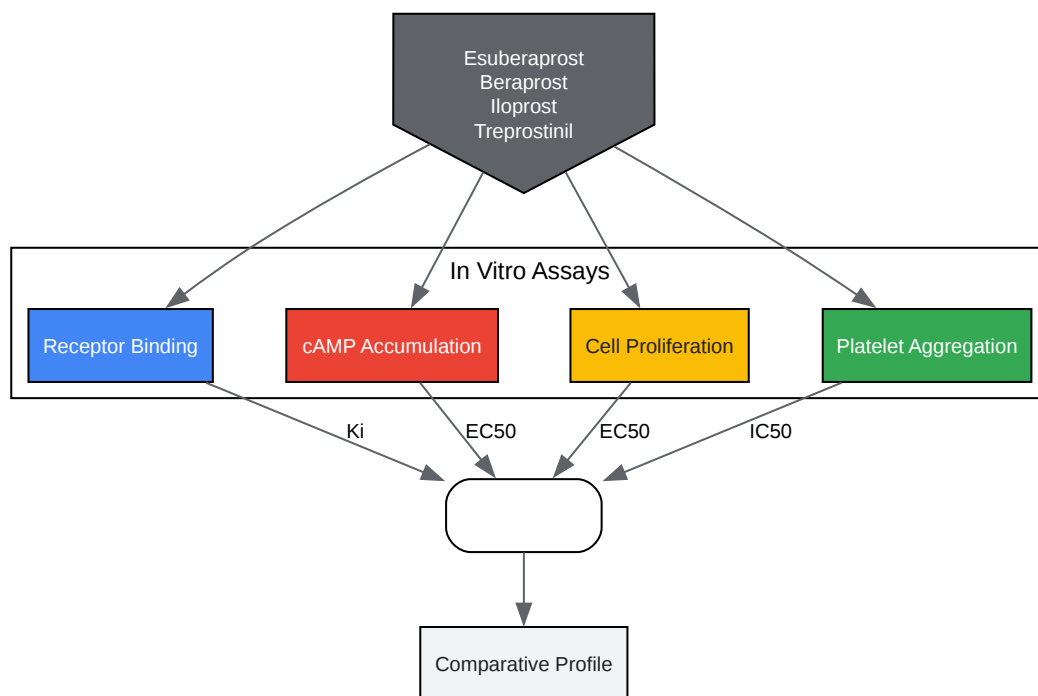 Esuberaprost
Beraprost
Iloprost
Treprostinil
In Vitro Assays
Receptor Binding
cAMP Accumulation
Cell Proliferation
Platelet Aggregation
Ki
EC50
EC50
IC50
Comparative Profile